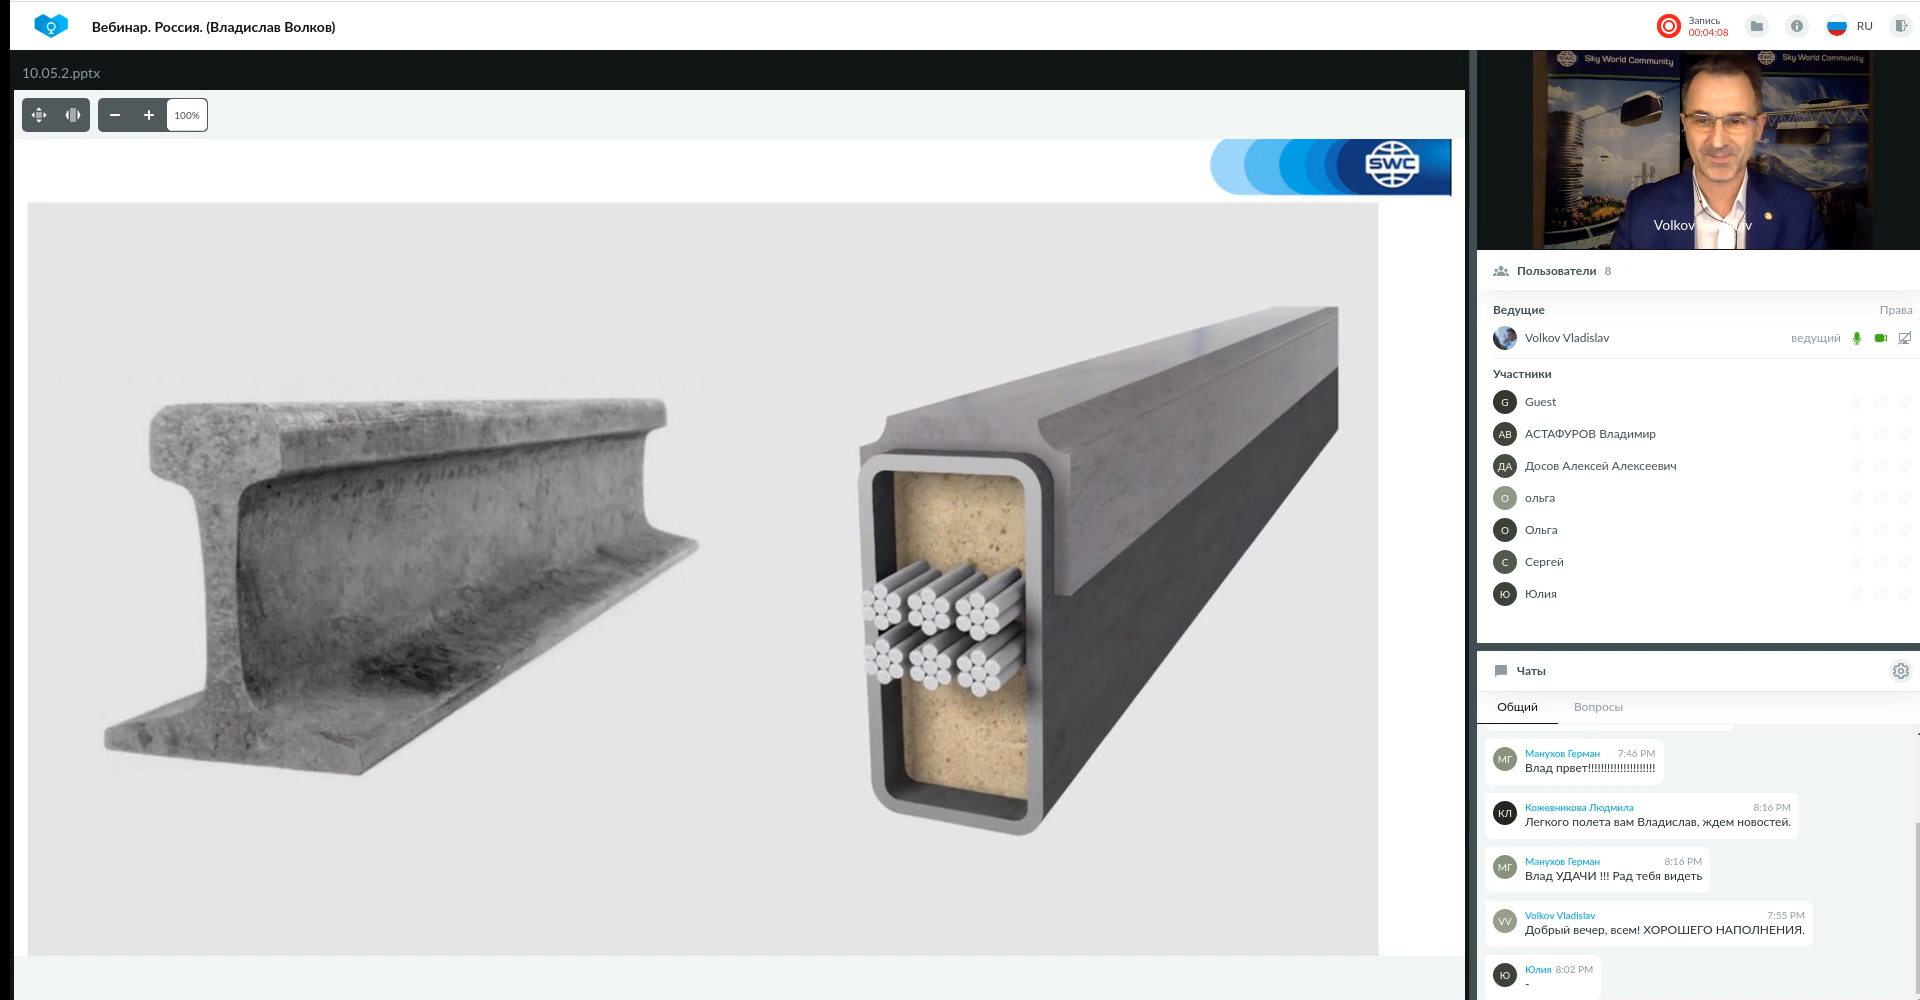 Вебинар. Россия. (Владислав Волков)
Запись
00:04:08
RU
10.05.2.pptx
100%
SWC
Sky World Community
Sky World Community
Volkov
Пользователи 8
Ведущие
Права
Volkov Vladislav
ведущий
Участники
G
Guest
АВ
АСТАФУРОВ Владимир
ДА
Досов Алексей Алексеевич
О
ольга
О
Ольга
С
Сергей
Ю
Юлия
Чаты
Общий
Вопросы
МГ
Манухов Герман 7:46 PM
Влад првет!!!!!!!!!!!!!!!!!!!!!
КЛ
Кожевникова Людмила 8:16 PM
Легкого полета вам Владислав, ждем новостей.
МГ
Манухов Герман 8:16 PM
Влад УДАЧИ !!! Рад тебя видеть
VV
Volkov Vladislav 7:55 PM
Добрый вечер, всем! ХОРОШЕГО НАПОЛНЕНИЯ.
Ю
Юлия 8:02 PM
-